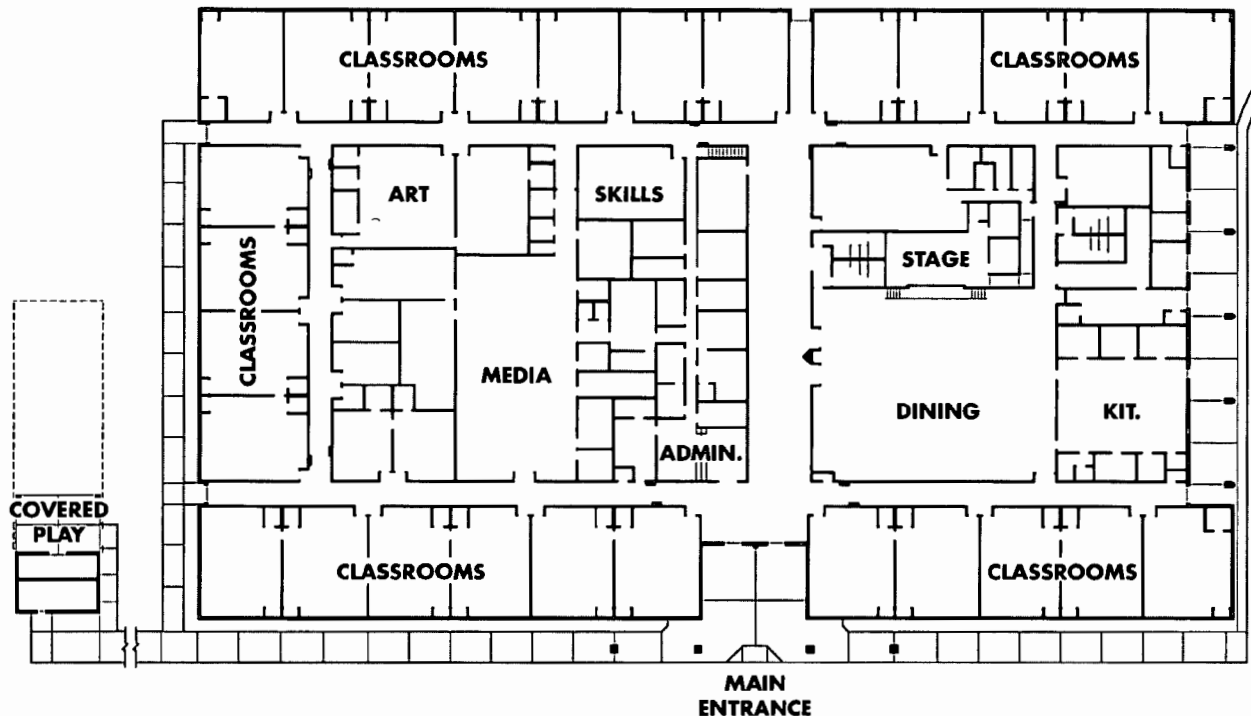 CLASSROOMS
CLASSROOMS
ART
SKILLS
CLASSROOMS
STAGE
MEDIA
DINING
KIT.
ADMIN.
COVERED
PLAY
CLASSROOMS
CLASSROOMS
MAIN
ENTRANCE